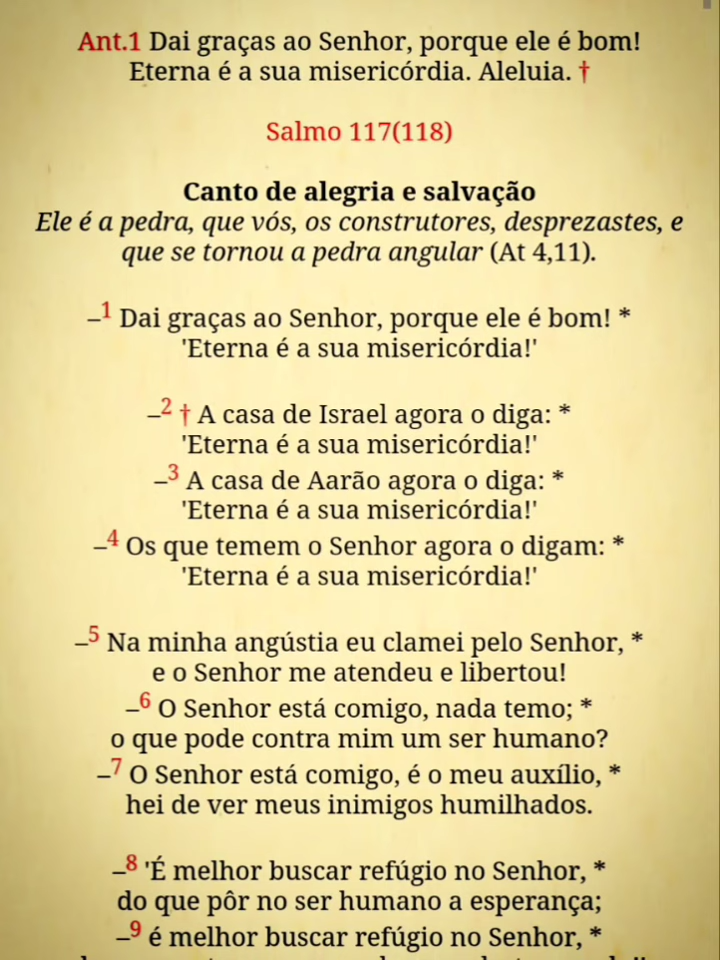 Ant.1 Dai graças ao Senhor, porque ele é bom!
Eterna é a sua misericórdia. Aleluia. †
Salmo 117(118)
Canto de alegria e salvação
Ele é a pedra, que vós, os construtores, desprezastes, e
que se tornou a pedra angular (At 4,11).
–1 Dai graças ao Senhor, porque ele é bom! *
'Eterna é a sua misericórdia!'
–2 † A casa de Israel agora o diga: *
'Eterna é a sua misericórdia!'
–3 A casa de Aarão agora o diga: *
'Eterna é a sua misericórdia!'
–4 Os que temem o Senhor agora o digam: *
'Eterna é a sua misericórdia!'
–5 Na minha angústia eu clamei pelo Senhor, *
e o Senhor me atendeu e libertou!
–6 O Senhor está comigo, nada temo; *
o que pode contra mim um ser humano?
–7 O Senhor está comigo, é o meu auxílio, *
hei de ver meus inimigos humilhados.
–8 'É melhor buscar refúgio no Senhor, *
do que pôr no ser humano a esperança;
–9 é melhor buscar refúgio no Senhor, *